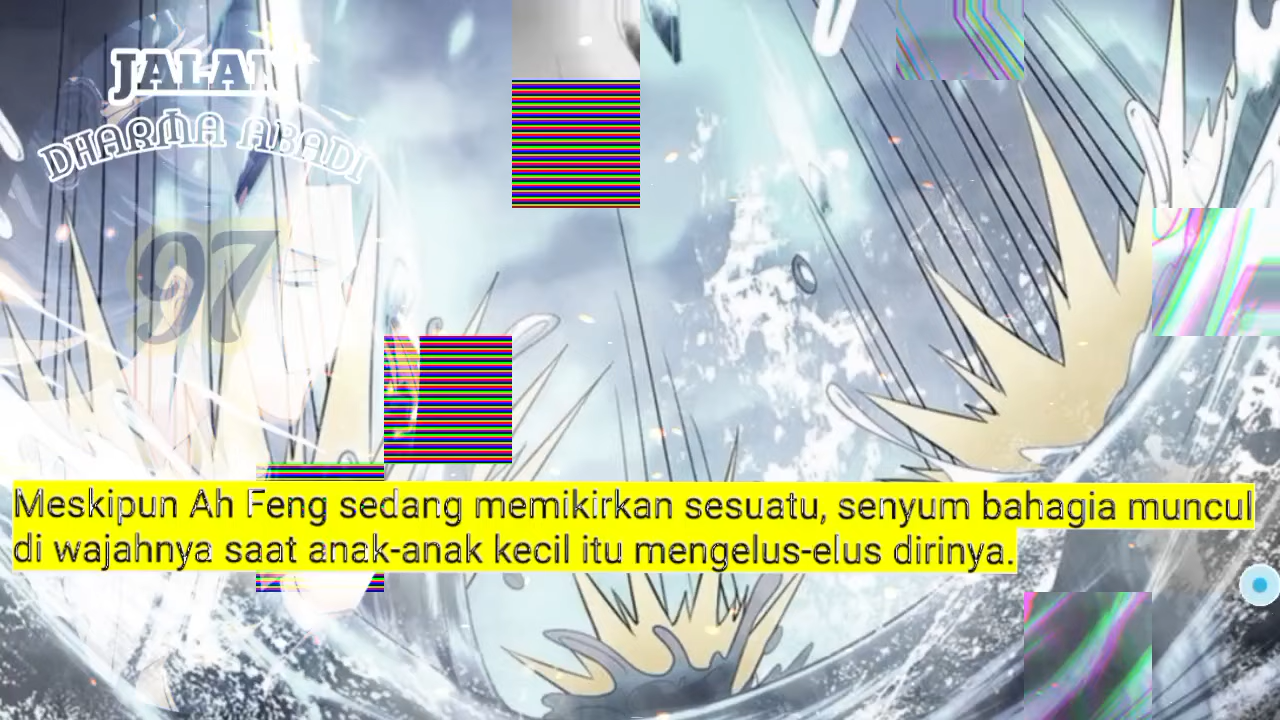 JALAN
DHARMA ABADI
97
Meskipun Ah Feng sedang memikirkan sesuatu, senyum bahagia muncul
di wajahnya saat anak-anak kecil itu mengelus-elus dirinya.